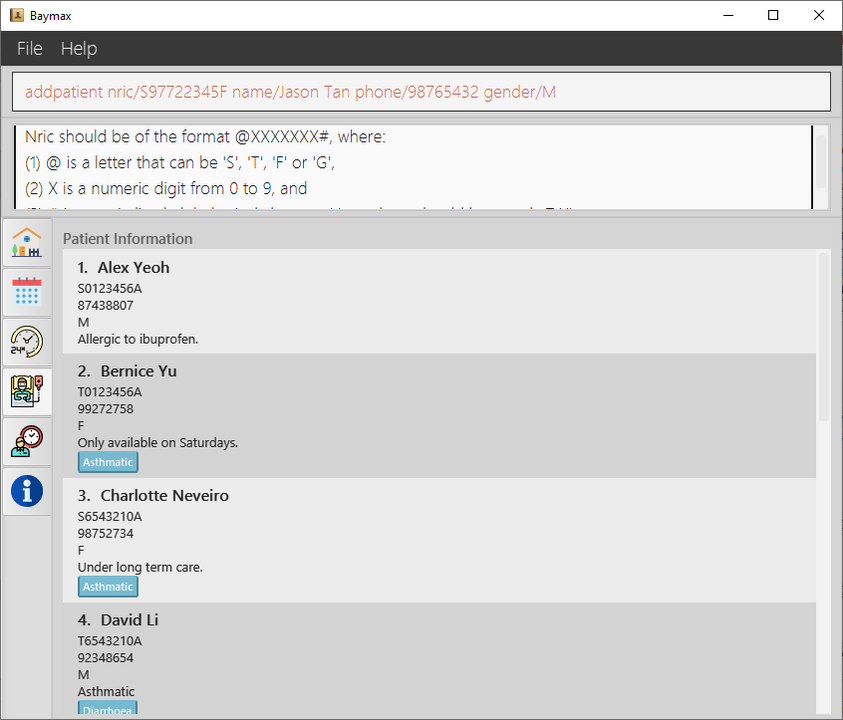 Baymax
File Help
addpatient nric/S97722345F name/Jason Tan phone/98765432 gender/M
Nric should be of the format @XXXXXXX#, where:
(1) @ is a letter that can be 'S', 'T', 'F' or 'G',
(2) X is a numeric digit from 0 to 9, and
Patient Information
1. Alex Yeoh
S0123456A
87438807
M
Allergic to ibuprofen.
24H
2. Bernice Yu
T0123456A
99272758
F
Only available on Saturdays.
Asthmatic
3. Charlotte Neveiro
S6543210A
98752734
F
Under long term care.
Asthmatic
4. David Li
T6543210A
92348654
M
Asthmatic
Diarrhoea